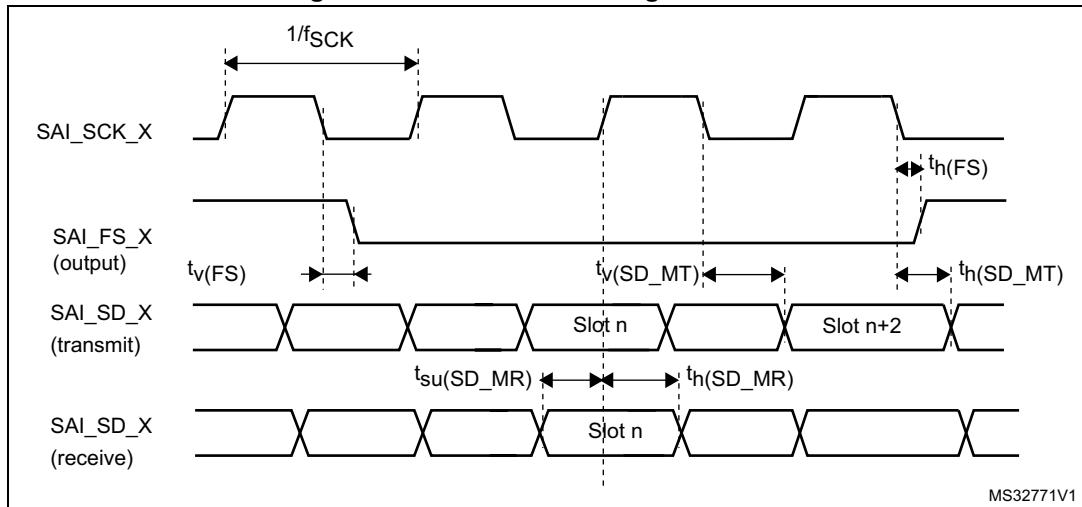 1/fSCK
SAI_SCK_X
th(FS)
SAI_FS_X
(output)
tv(FS)
tv(SD_MT)
th(SD_MT)
SAI_SD_X
(transmit)
Slot n
Slot n+2
tsu(SD_MR)
th(SD_MR)
SAI_SD_X
(receive)
Slot n
MS32771V1